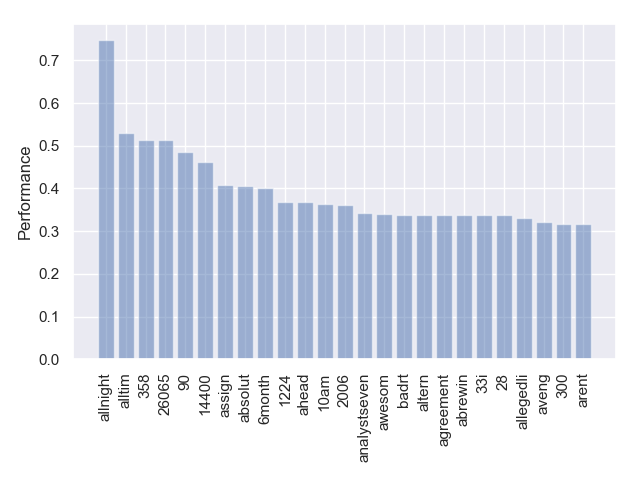 Performance
0.7
0.6
0.5
0.4
0.3
0.2
0.1
0.0
allnight
alltim
358
26065
90
14400
assign
absolut
6month
1224
ahead
10am
2006
analystseven
awesom
badrt
altern
agreement
abrewin
33i
28
allegedli
aveng
300
arent